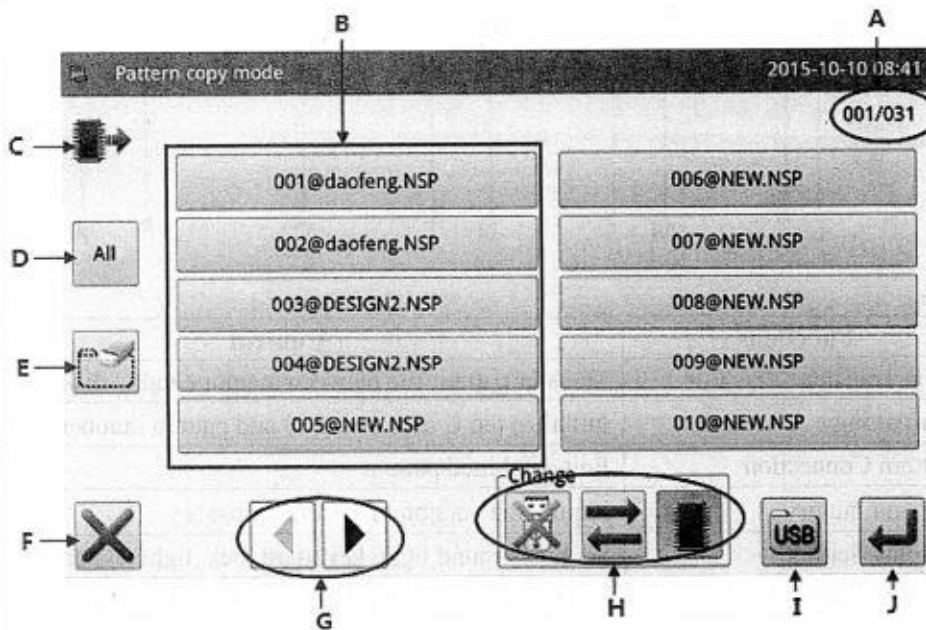 B
A
Pattern copy mode 2015-10-10 08:41
001/031
C
001@daofeng.NSP 006@NEW.NSP
002@daofeng.NSP 007@NEW.NSP
D All
003@DESIGN2.NSP 008@NEW.NSP
E
004@DESIGN2.NSP 009@NEW.NSP
005@NEW.NSP 010@NEW.NSP
Change
F
USB
G H I J